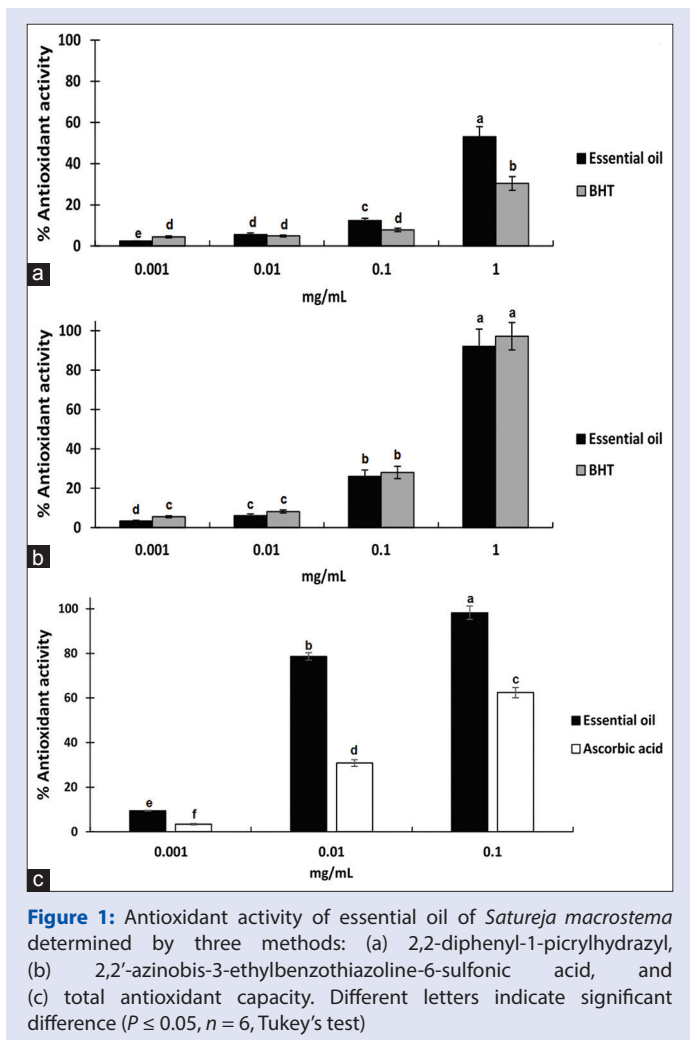 % Antioxidant activity
100
80
60
40
20
0
e d
d d
c d
a b
0.001 0.01 0.1 1
mg/mL
Essential oil
BHT
a
% Antioxidant activity
100
80
60
40
20
0
d c
c c
b b
a a
0.001 0.01 0.1 1
mg/mL
Essential oil
BHT
b
% Antioxidant activity
100
80
60
40
20
0
e f
b d
a c
0.001 0.01 0.1
mg/mL
Essential oil
Ascorbic acid
c
Figure 1: Antioxidant activity of essential oil of Satureja macrostema
determined by three methods: (a) 2,2-diphenyl-1-picrylhydrazyl,
(b) 2,2’-azinobis-3-ethylbenzothiazoline-6-sulfonic acid, and
(c) total antioxidant capacity. Different letters indicate significant
difference (P ≤ 0.05, n = 6, Tukey’s test)